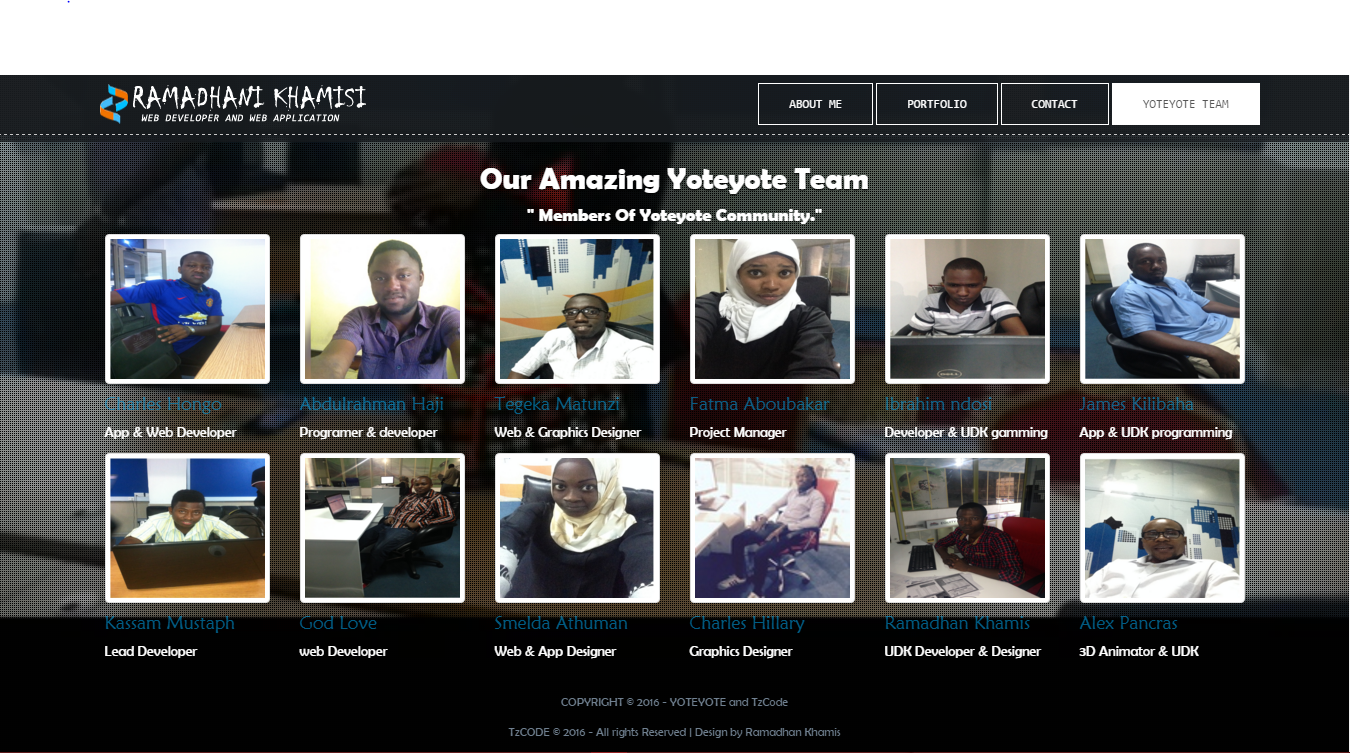 RAMADHANI KHAMISI
WEB DEVELOPER AND WEB APPLICATION
ABOUT ME
PORTFOLIO
CONTACT
YOTEYOTE TEAM
Our Amazing Yoteyote Team
" Members Of Yoteyote Community."
Charles Hongo
App & Web Developer
Abdulrahman Haji
Programer & developer
Tegeka Matunzi
Web & Graphics Designer
Fatma Aboubakar
Project Manager
Ibrahim ndosi
Developer & UDK gamming
James Kilibaha
App & UDK programming
Kassam Mustaph
Lead Developer
God Love
web Developer
Smelda Athuman
Web & App Designer
Charles Hillary
Graphics Designer
Ramadhan Khamis
UDK Developer & Designer
Alex Pancras
3D Animator & UDK
COPYRIGHT © 2016 - YOTEYOTE and TzCode
TzCODE © 2016 - All rights Reserved | Design by Ramadhan Khamis